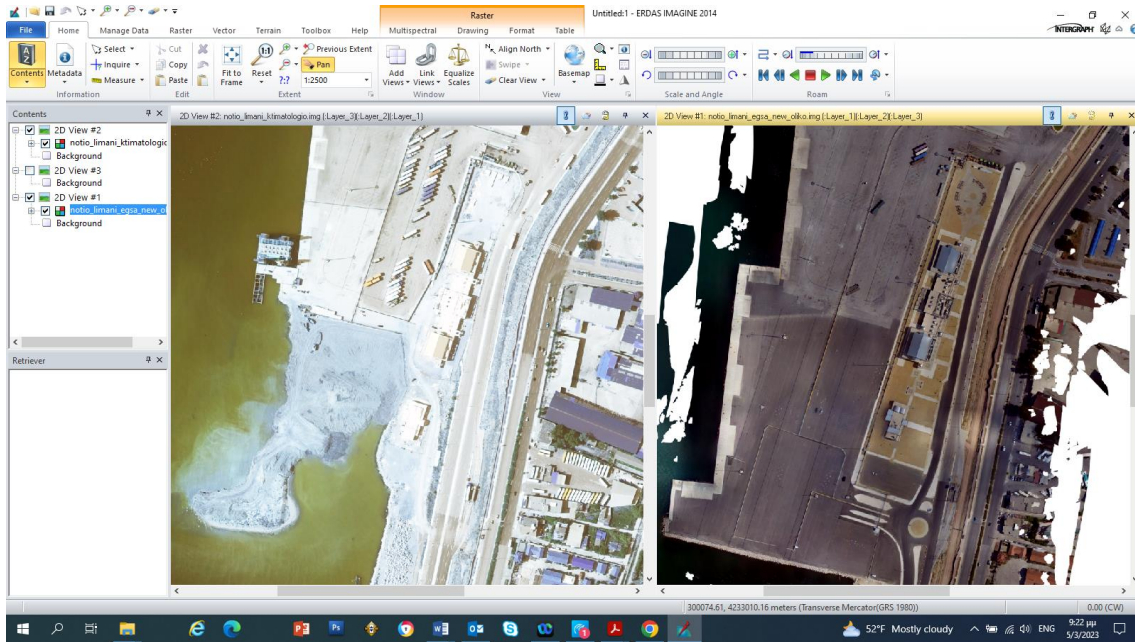 Untitled:1 - ERDAS IMAGINE 2014
Raster
File Home Manage Data Raster Vector Terrain Toolbox Help Multispectral Drawing Format Table
INTERGRAPH
Contents
Metadata
Select
Inquire
Measure
Information
Cut
Copy
Paste
Edit
Fit to Frame
(1:1)
Reset
?:?
Previous Extent
Pan
1:2500
Extent
Add Views
Link Views
Equalize Scales
Window
Align North
Swipe
Clear View
Basemap
View
Scale and Angle
Roam
Contents
2D View #2
notio_limani_ktimatologic
Background
2D View #3
Background
2D View #1
notio_limani_egsa_new_ol
Background
Retriever
2D View #2: notio_limani_ktimatologio.img (:Layer_3)(:Layer_2)(:Layer_1)
2D View #1: notio_limani_egsa_new_oliko.img (:Layer_1)(:Layer_2)(:Layer_3)
300074.61, 4233010.16 meters (Transverse Mercator(GRS 1980))
0.00 (CW)
52°F Mostly cloudy
ENG
9:22 μμ
5/3/2023